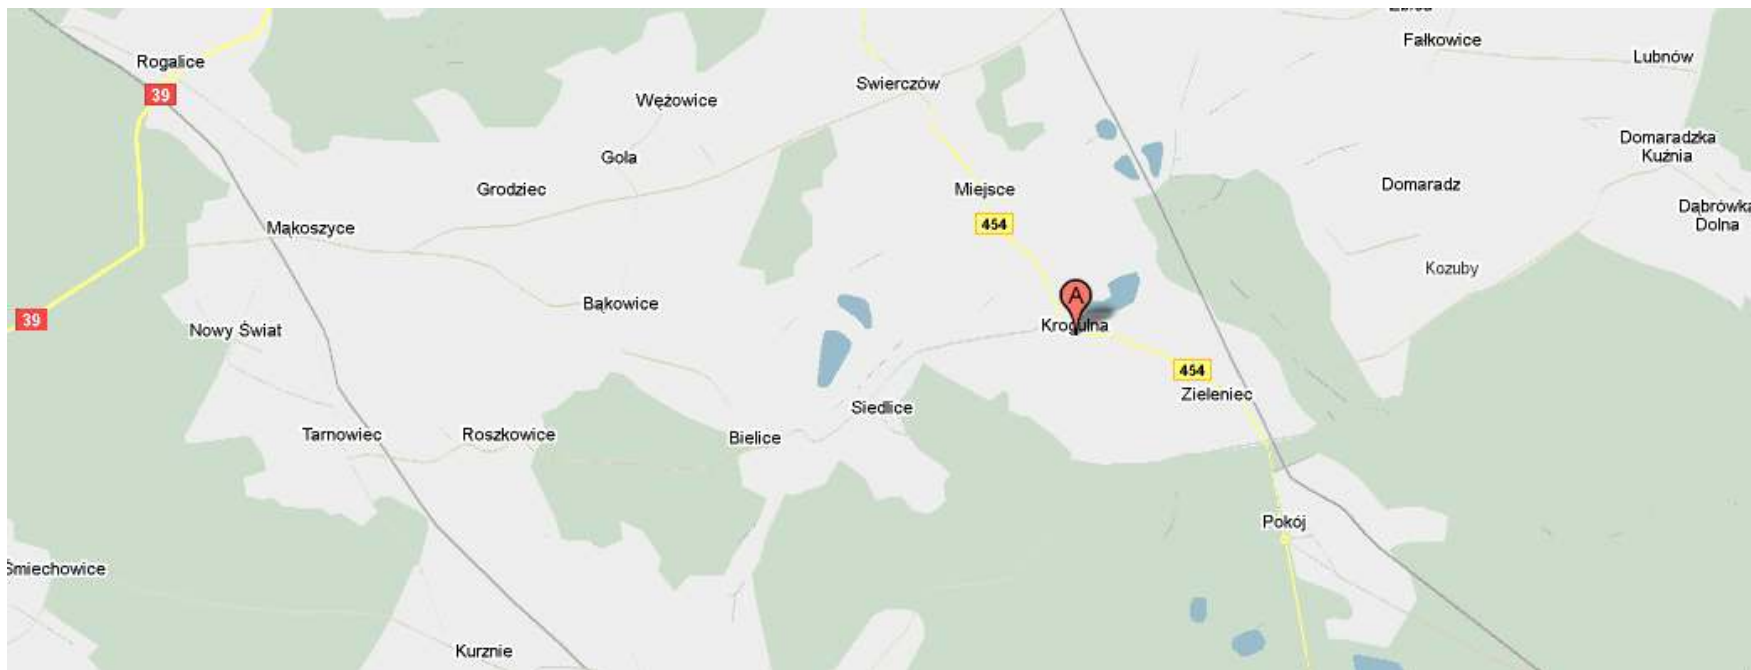 Fałkowice
Lubnów
Rogalice
Swierczów
39
Wężowice
Domaradzka
Kuźnia
Gola
Grodziec
Miejsce
Domaradz
Dąbrówka
Dolna
454
Mąkoszyce
Kozuby
A
Bąkowice
39
Nowy Świat
Krogulna
454
Zieleniec
Siedlice
Tarnowiec
Roszkowice
Bielice
Pokój
Śmiechowice
Kurznie